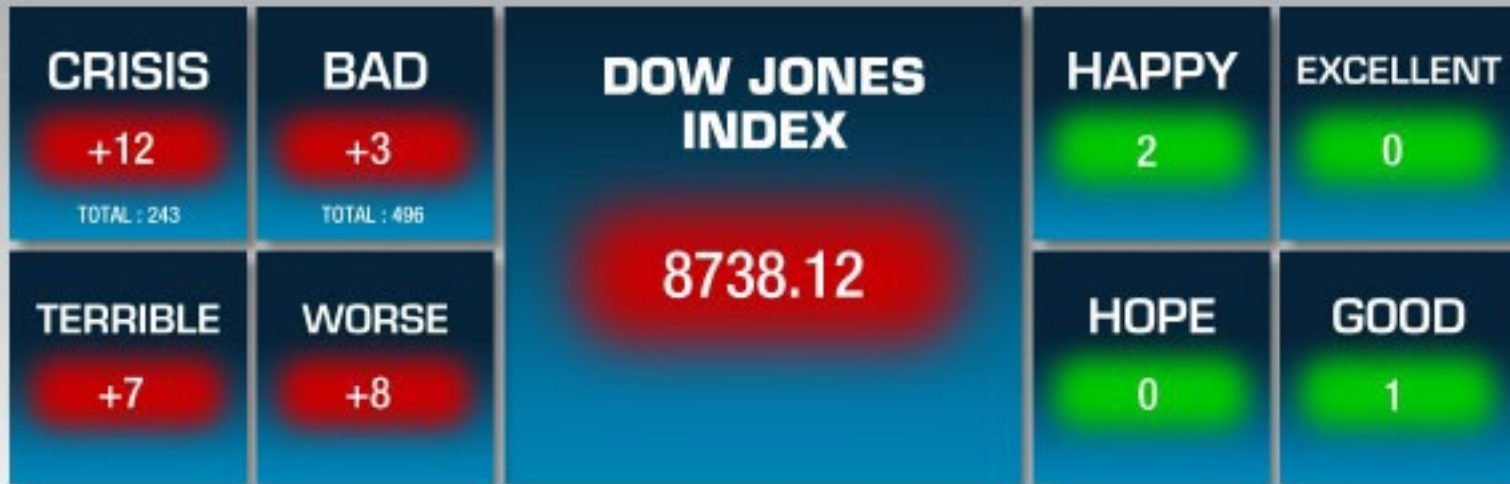 CRISIS
+12
TOTAL : 243
BAD
+3
TOTAL : 496
TERRIBLE
+7
WORSE
+8
DOW JONES
INDEX
8738.12
HAPPY
2
EXCELLENT
0
HOPE
0
GOOD
1